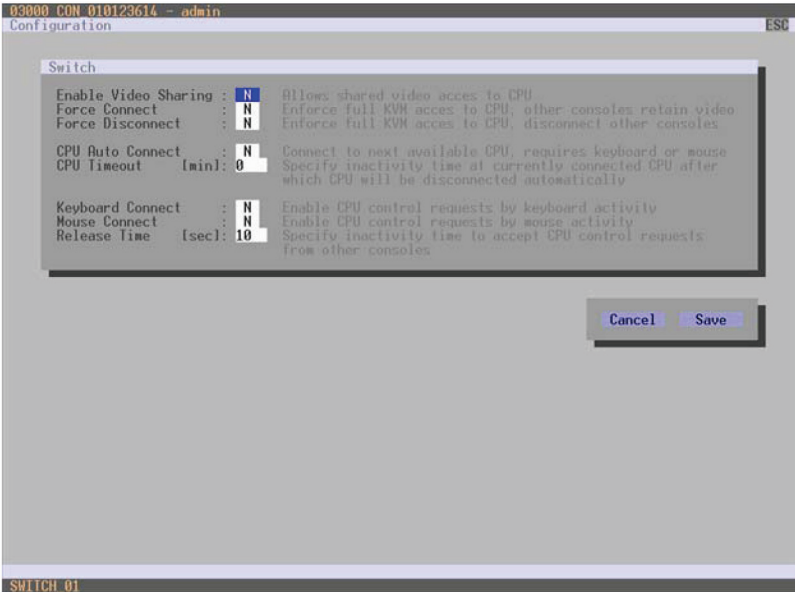 03000 CON 010123614 - admin
Configuration ESC
Switch
Enable Video Sharing : N Allows shared video acces to CPU
Force Connect : N Enforce full KVM acces to CPU, other consoles retain video
Force Disconnect : N Enforce full KVM acces to CPU, disconnect other consoles
CPU Auto Connect : N Connect to next available CPU, requires keyboard or mouse
CPU Timeout [min]: 0 Specify inactivity time at currently connected CPU after
which CPU will be disconnected automatically
Keyboard Connect : N Enable CPU control requests by keyboard activity
Mouse Connect : N Enable CPU control requests by mouse activity
Release Time [sec]: 10 Specify inactivity time to accept CPU control requests
from other consoles
Cancel Save
SWITCH 01